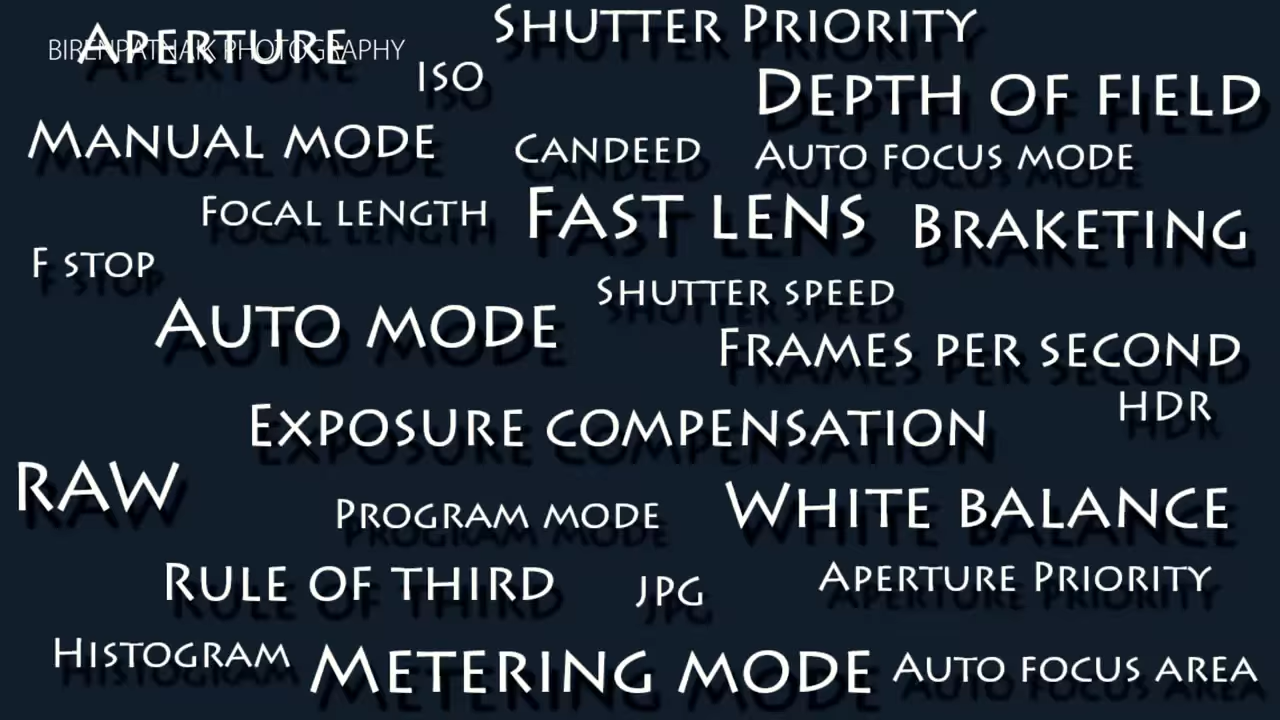 Aperture
BIRENPATNAIK PHOTOGRAPHY
Shutter Priority
ISO
Depth of field
Manual mode
Candeed
Auto focus mode
Focal length
Fast lens
Braketing
F stop
Shutter speed
Auto mode
Frames per second
HDR
Exposure compensation
RAW
Program mode
White balance
Rule of third
JPG
Aperture Priority
Histogram
Metering mode
Auto focus area